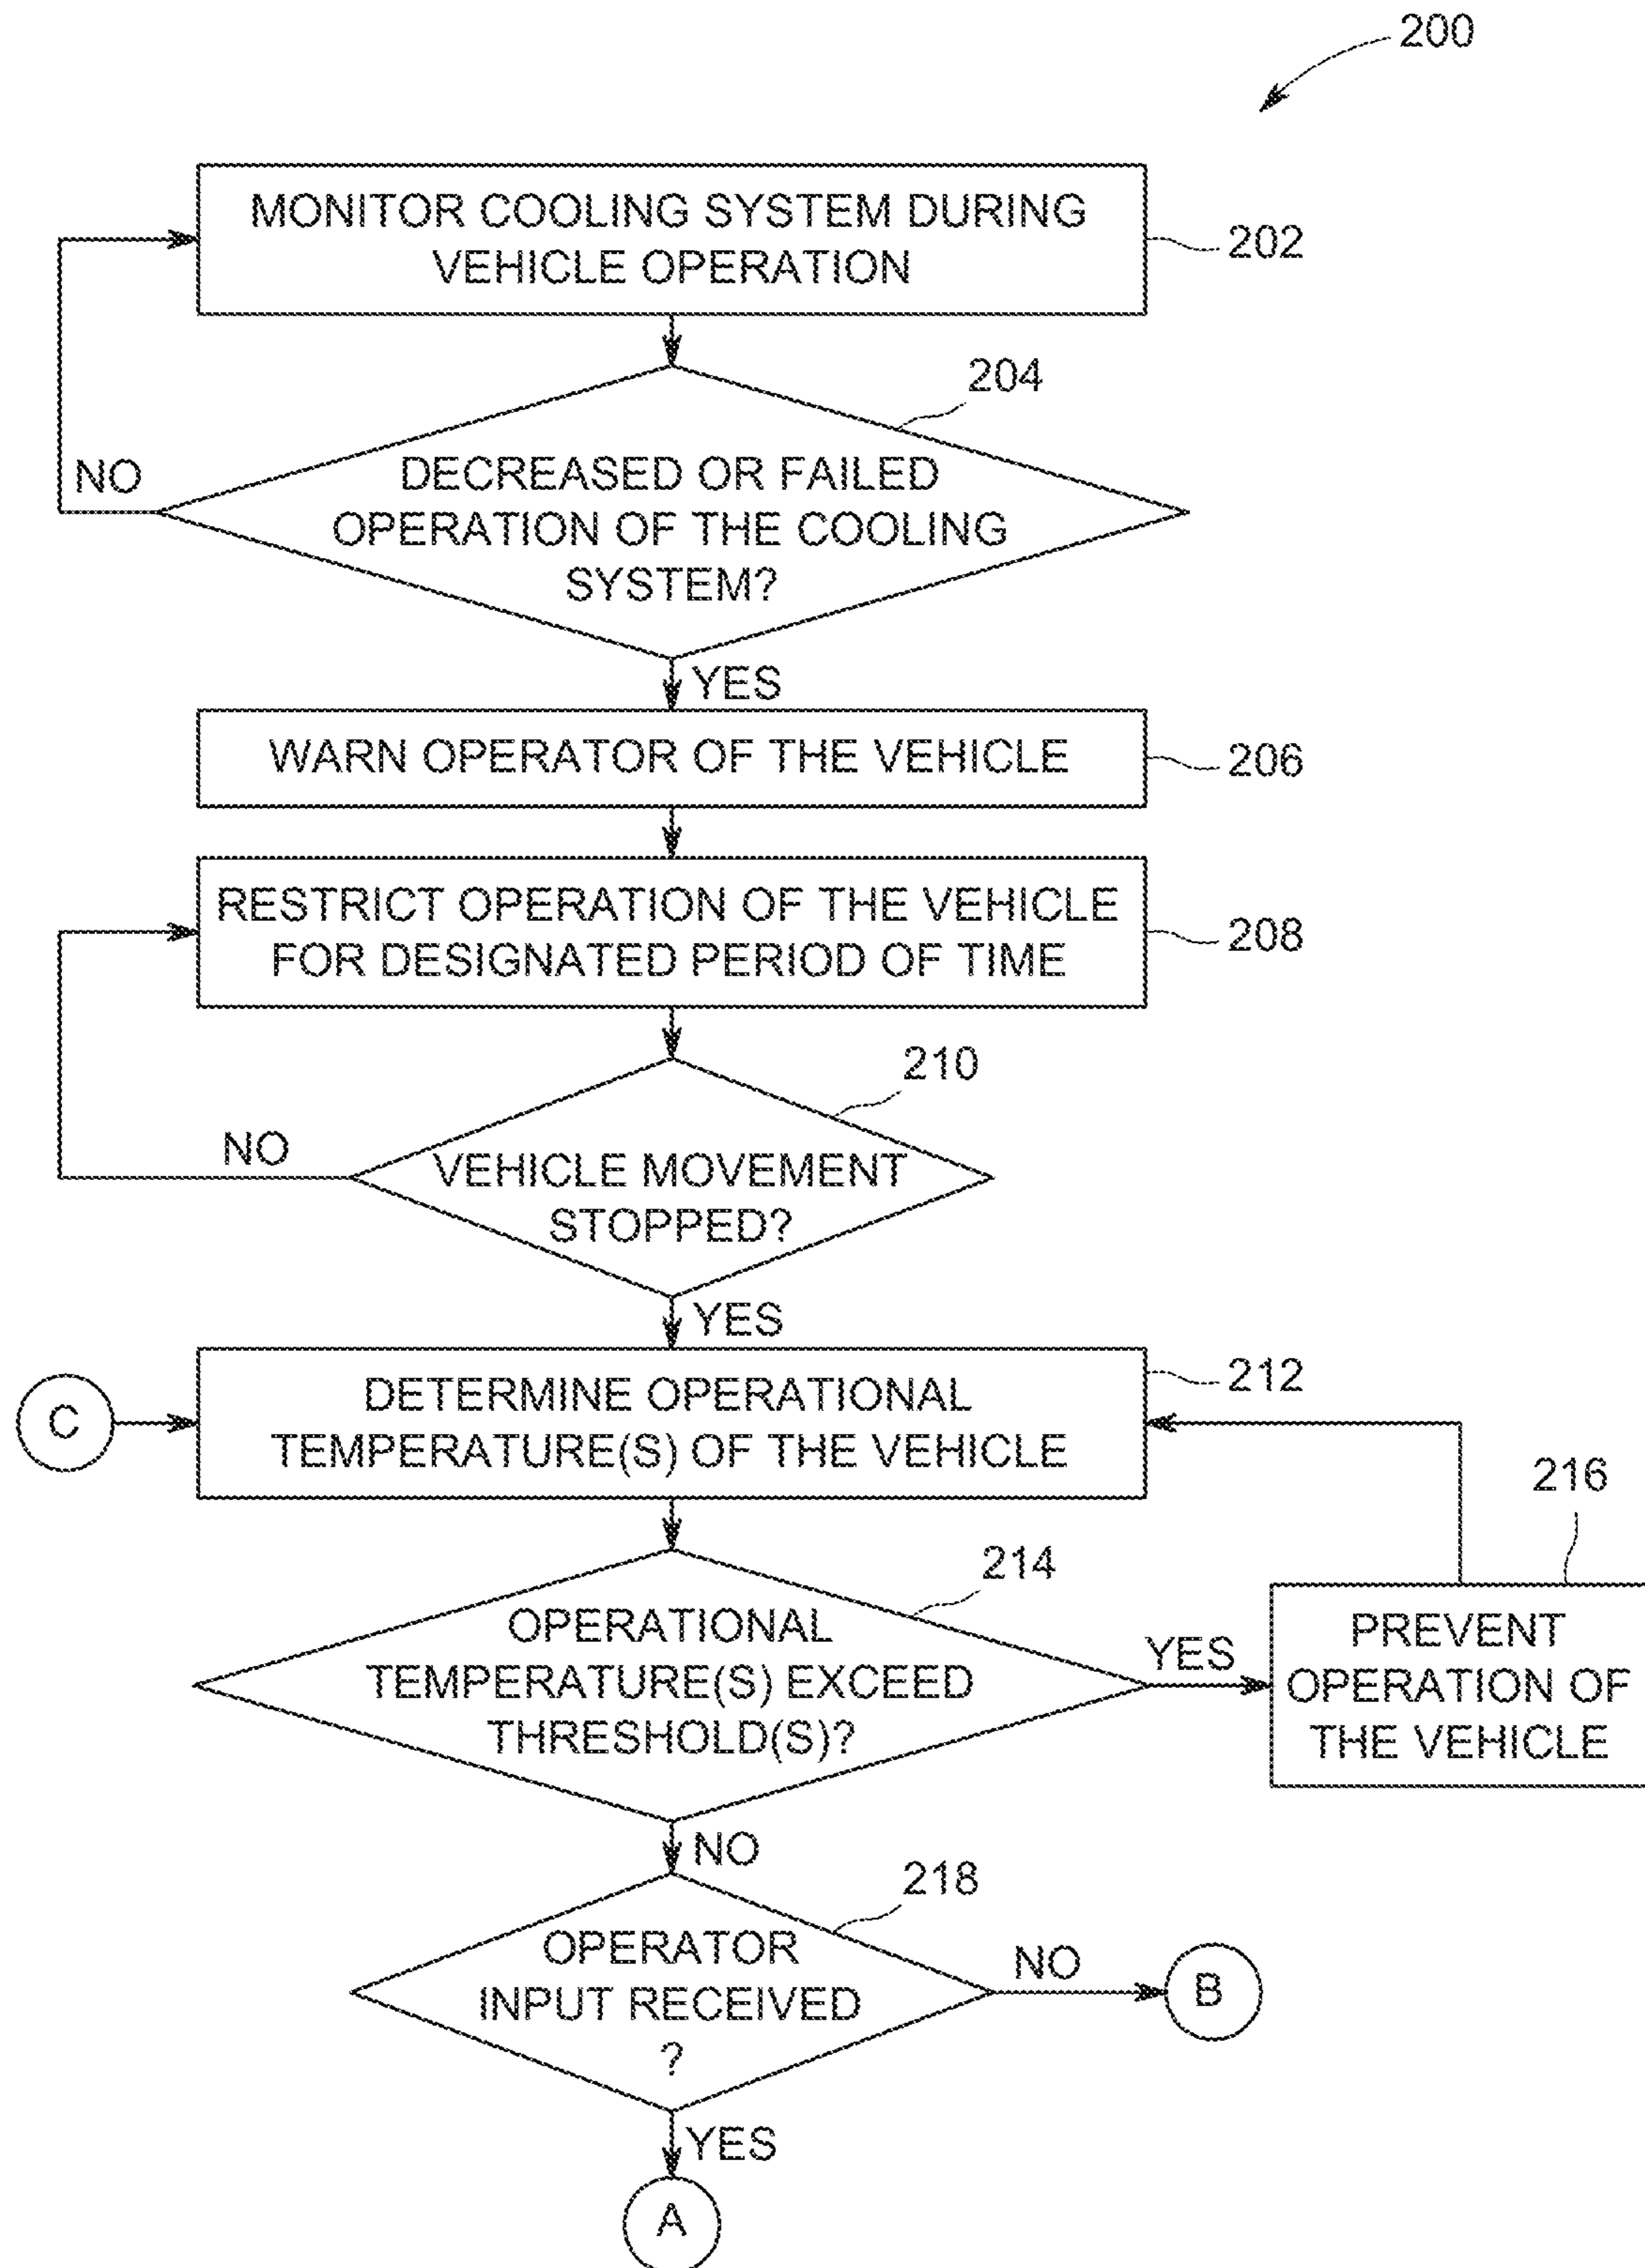 200
MONITOR COOLING SYSTEM DURING
VEHICLE OPERATION
202
204
NO
DECREASED OR FAILED
OPERATION OF THE COOLING
SYSTEM?
YES
WARN OPERATOR OF THE VEHICLE
206
RESTRICT OPERATION OF THE VEHICLE
FOR DESIGNATED PERIOD OF TIME
208
210
NO
VEHICLE MOVEMENT
STOPPED?
YES
C
DETERMINE OPERATIONAL
TEMPERATURE(S) OF THE VEHICLE
212
216
214
OPERATIONAL
TEMPERATURE(S) EXCEED
THRESHOLD(S)?
YES
PREVENT
OPERATION OF
THE VEHICLE
NO
218
OPERATOR
INPUT RECEIVED
?
NO
B
YES
A